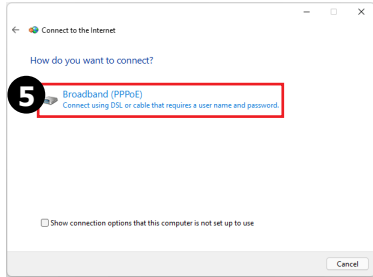 Connect to the Internet
How do you want to connect?
5
Broadband (PPPoE)
Connect using DSL or cable that requires a user name and password.
Show connection options that this computer is not set up to use
Cancel